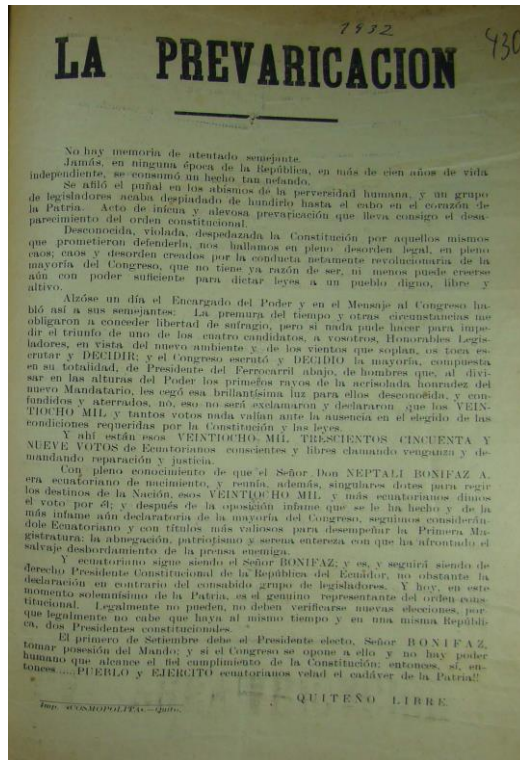 1932
430
LA PREVARICACION
No hay memoria de atentado semejante.
Jamás, en ninguna época de la República, en más de cien años de vida
independiente, se consumó un hecho tan nefando.
Se afiló el puñal en los abismos de la perversidad humana, y un grupo
de legisladores acaba despiadado de hundirlo hasta el cabo en el corazón de
la Patria. Acto de inícua y alevosa prevaricación que lleva consigo el desa-
parecimiento del orden constitucional.
Desconocida, violada, despedazada la Constitución por aquellos mismos
que prometieron defenderla, nos hallamos en pleno desorden legal, en pleno
caos; caos y desorden creados por la conducta netamente revolucionaria de la
mayoría del Congreso, que no tiene ya razón de ser, ni menos puede creerse
aún con poder suficiente para dictar leyes a un pueblo digno, libre y
altivo.
Alzóse un día el Encargado del Poder y en el Mensaje al Congreso ha-
bló así a sus semejantes: La premura del tiempo y otras circunstancias me
obligaron a conceder libertad de sufragio, pero si nada pude hacer para impe-
dir el triunfo de uno de los cuatro candidatos, a vosotros, Honorables Legis-
ladores, en vista del nuevo ambiente y de los vientos que soplan, os toca es-
crutar y DECIDIR; y el Congreso escrutó y DECIDIO la mayoría, compuesta
en su totalidad, de Presidente del Ferrocarril abajo, de hombres que, al divi-
sar en las alturas del Poder los primeros rayos de la acrisolada honradez del
nuevo Mandatario, les cegó esa brillantísima luz para ellos desconocida, y con-
fundidos y aterrados, no, eso no será exclamaron y declararon que los VEIN-
TIOCHO MIL y tantos votos nada valían ante la ausencia en el elegido de las
condiciones requeridas por la Constitución y las leyes.
Y ahí están esos VEINTIOCHO MIL TRESCIENTOS CINCUENTA Y
NUEVE VOTOS de Ecuatorianos conscientes y libres clamando venganza y de-
mandando reparación y justicia.
Con pleno conocimiento de que el Señor Don NEPTALI BONIFAZ A.
era ecuatoriano de nacimiento, y reunía, además, singulares dotes para regir
los destinos de la Nación, esos VEINTIOCHO MIL y más ecuatorianos dimos
el voto por él; y después de la oposición infame que se le ha hecho y de la
más infame aún declaratoria de la mayoría del Congreso, seguimos considerán-
dole Ecuatoriano y con títulos más valiosos para desempeñar la Primera Ma-
gistratura: la abnegación, patriotismo y serena entereza con que ha afrontado el
salvaje desbordamiento de la prensa enemiga.
Y ecuatoriano sigue siendo el Señor BONIFAZ; y es, y seguirá siendo de
derecho Presidente Constitucional de la República del Ecuador, no obstante la
declaración en contrario del consabido grupo de legisladores. Y hoy, en este
momento solemnísimo de la Patria, es el genuino representante del orden cons-
titucional. Legalmente no pueden, no deben verificarse nuevas elecciones, por-
que legalmente no cabe que haya al mismo tiempo y en una misma Repúbli-
ca, dos Presidentes constitucionales.
El primero de Setiembre debe el Presidente electo, Señor BONIFAZ,
tomar posesión del Mando; y si el Congreso se opone a ello y no hay poder
humano que alcance el fiel cumplimiento de la Constitución; entonces, sí, en-
tonces.....PUEBLO y EJERCITO ecuatorianos velad el cadáver de la Patria!!
QUITEÑO LIBRE
Imp. «COSMOPOLITA».—Quito.